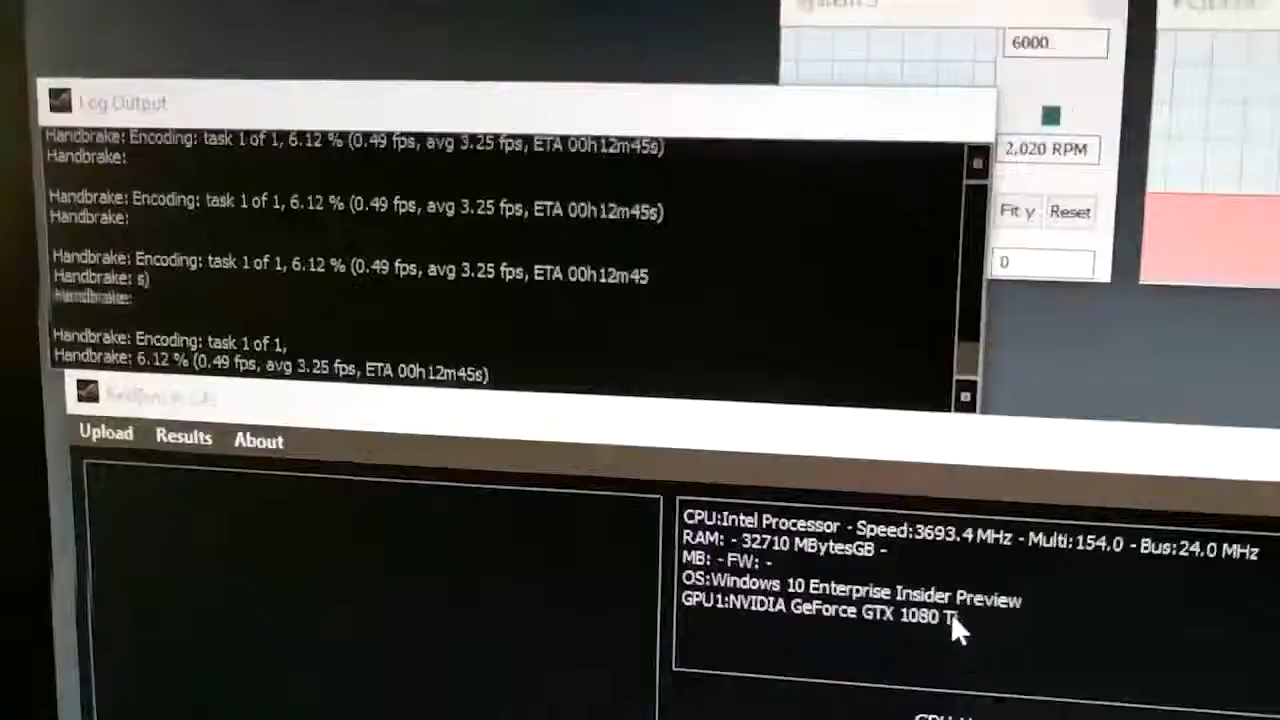 6000
Log Output
Handbrake: Encoding: task 1 of 1, 6.12 % (0.49 fps, avg 3.25 fps, ETA 00h12m45s)
Handbrake:
2,020 RPM
Handbrake: Encoding: task 1 of 1, 6.12 % (0.49 fps, avg 3.25 fps, ETA 00h12m45s)
Handbrake:
Fit y Reset
Handbrake: Encoding: task 1 of 1, 6.12 % (0.49 fps, avg 3.25 fps, ETA 00h12m45
Handbrake: s)
Handbrake:
0
Handbrake: Encoding: task 1 of 1,
Handbrake: 6.12 % (0.49 fps, avg 3.25 fps, ETA 00h12m45s)
Upload Results About
CPU:Intel Processor - Speed:3693.4 MHz - Multi:154.0 - Bus:24.0 MHz
RAM: - 32710 MBytesGB -
MB: - FW: -
OS:Windows 10 Enterprise Insider Preview
GPU1:NVIDIA GeForce GTX 1080 Ti